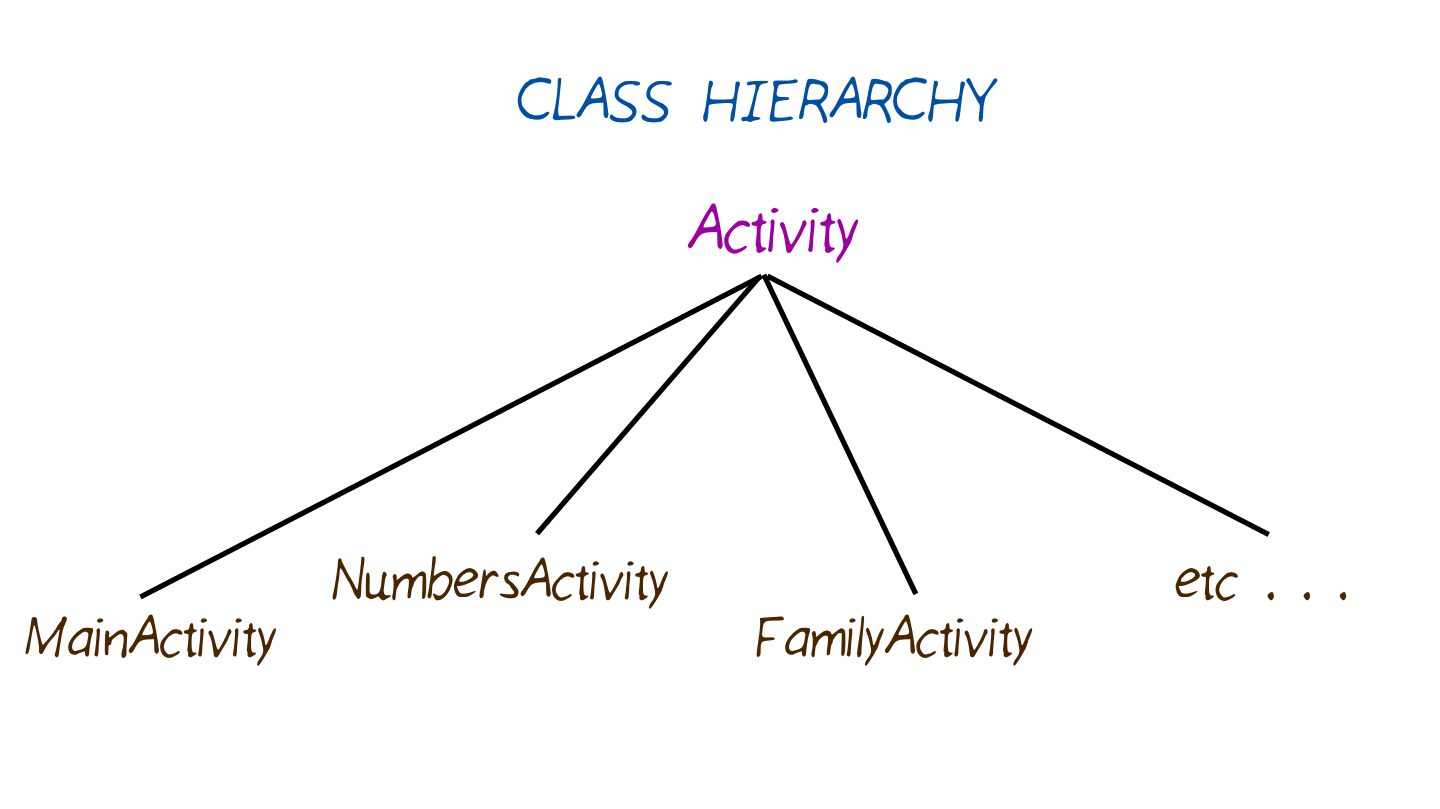 CLASS HIERARCHY
Activity
NumbersActivity
etc . . .
MainActivity
FamilyActivity